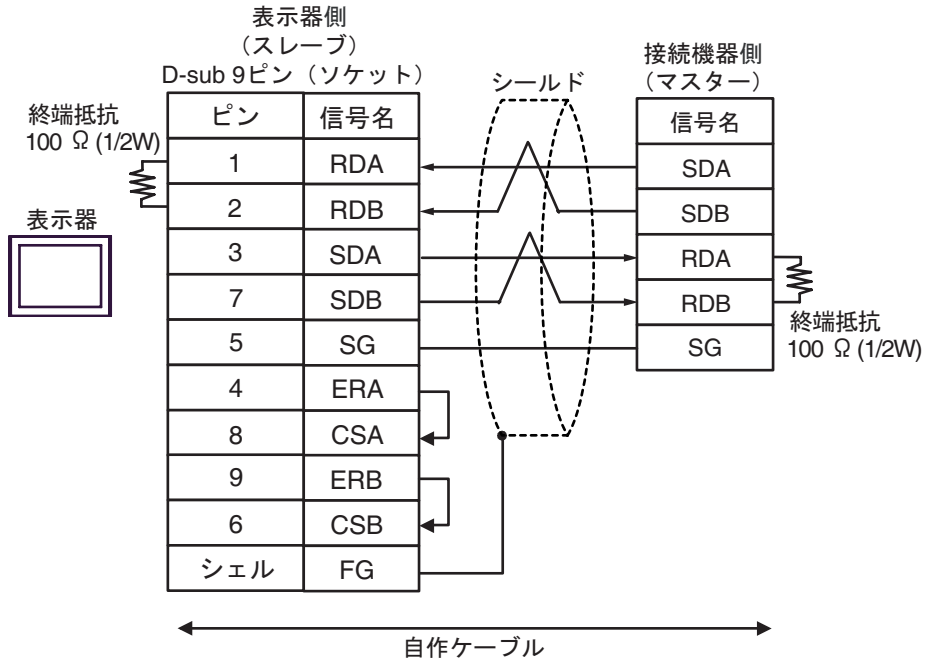 表示器側
（スレーブ）
D-sub 9ピン（ソケット）
シールド
接続機器側
（マスター）
終端抵抗
100 Ω (1/2W)
表示器
ピン 信号名
1 RDA
2 RDB
3 SDA
7 SDB
5 SG
4 ERA
8 CSA
9 ERB
6 CSB
シェル FG
信号名
SDA
SDB
RDA
RDB
SG
終端抵抗
100 Ω (1/2W)
自作ケーブル